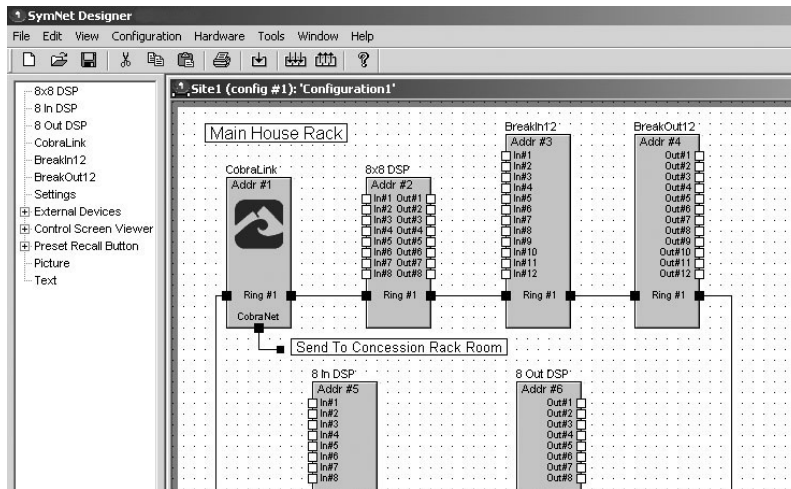 SymNet Designer
File Edit View Configuration Hardware Tools Window Help
8x8 DSP
8 In DSP
8 Out DSP
CobraLink
BreakIn12
BreakOut12
Settings
External Devices
Control Screen Viewer
Preset Recall Button
Picture
Text
Site1 (config #1): 'Configuration1'
Main House Rack
CobraLink
Addr #1
Ring #1
CobraNet
8x8 DSP
Addr #2
In#1 Out#1
In#2 Out#2
In#3 Out#3
In#4 Out#4
In#5 Out#5
In#6 Out#6
In#7 Out#7
In#8 Out#8
Ring #1
BreakIn12
Addr #3
In#1
In#2
In#3
In#4
In#5
In#6
In#7
In#8
In#9
In#10
In#11
In#12
Ring #1
BreakOut12
Addr #4
Out#1
Out#2
Out#3
Out#4
Out#5
Out#6
Out#7
Out#8
Out#9
Out#10
Out#11
Out#12
Ring #1
Send To Concession Rack Room
8 In DSP
Addr #5
In#1
In#2
In#3
In#4
In#5
In#6
In#7
In#8
8 Out DSP
Addr #6
Out#1
Out#2
Out#3
Out#4
Out#5
Out#6
Out#7
Out#8